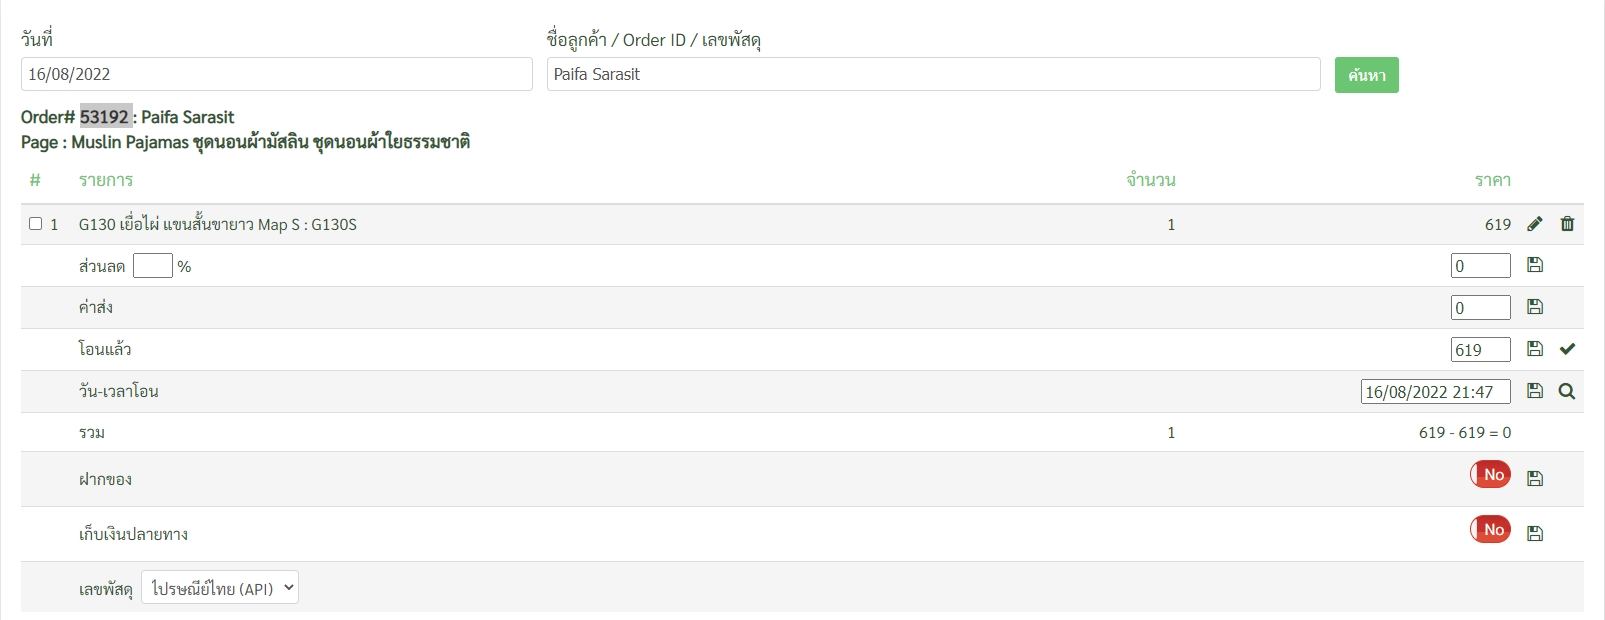 วันที่ ชื่อลูกค้า / Order ID / เลขพัสดุ
16/08/2022 Paifa Sarasit ค้นหา
Order# 53192 : Paifa Sarasit
Page : Muslin Pajamas ชุดนอนผ้ามัสลิน ชุดนอนผ้าใยธรรมชาติ
# รายการ จำนวน ราคา
1 G130 เยื่อไผ่ แขนสั้นขายาว Map S : G130S 1 619
ส่วนลด % 0
ค่าส่ง 0
โอนแล้ว 619
วัน-เวลาโอน 16/08/2022 21:47
รวม 1 619 - 619 = 0
ฝากของ No
เก็บเงินปลายทาง No
เลขพัสดุ ไปรษณีย์ไทย (API)